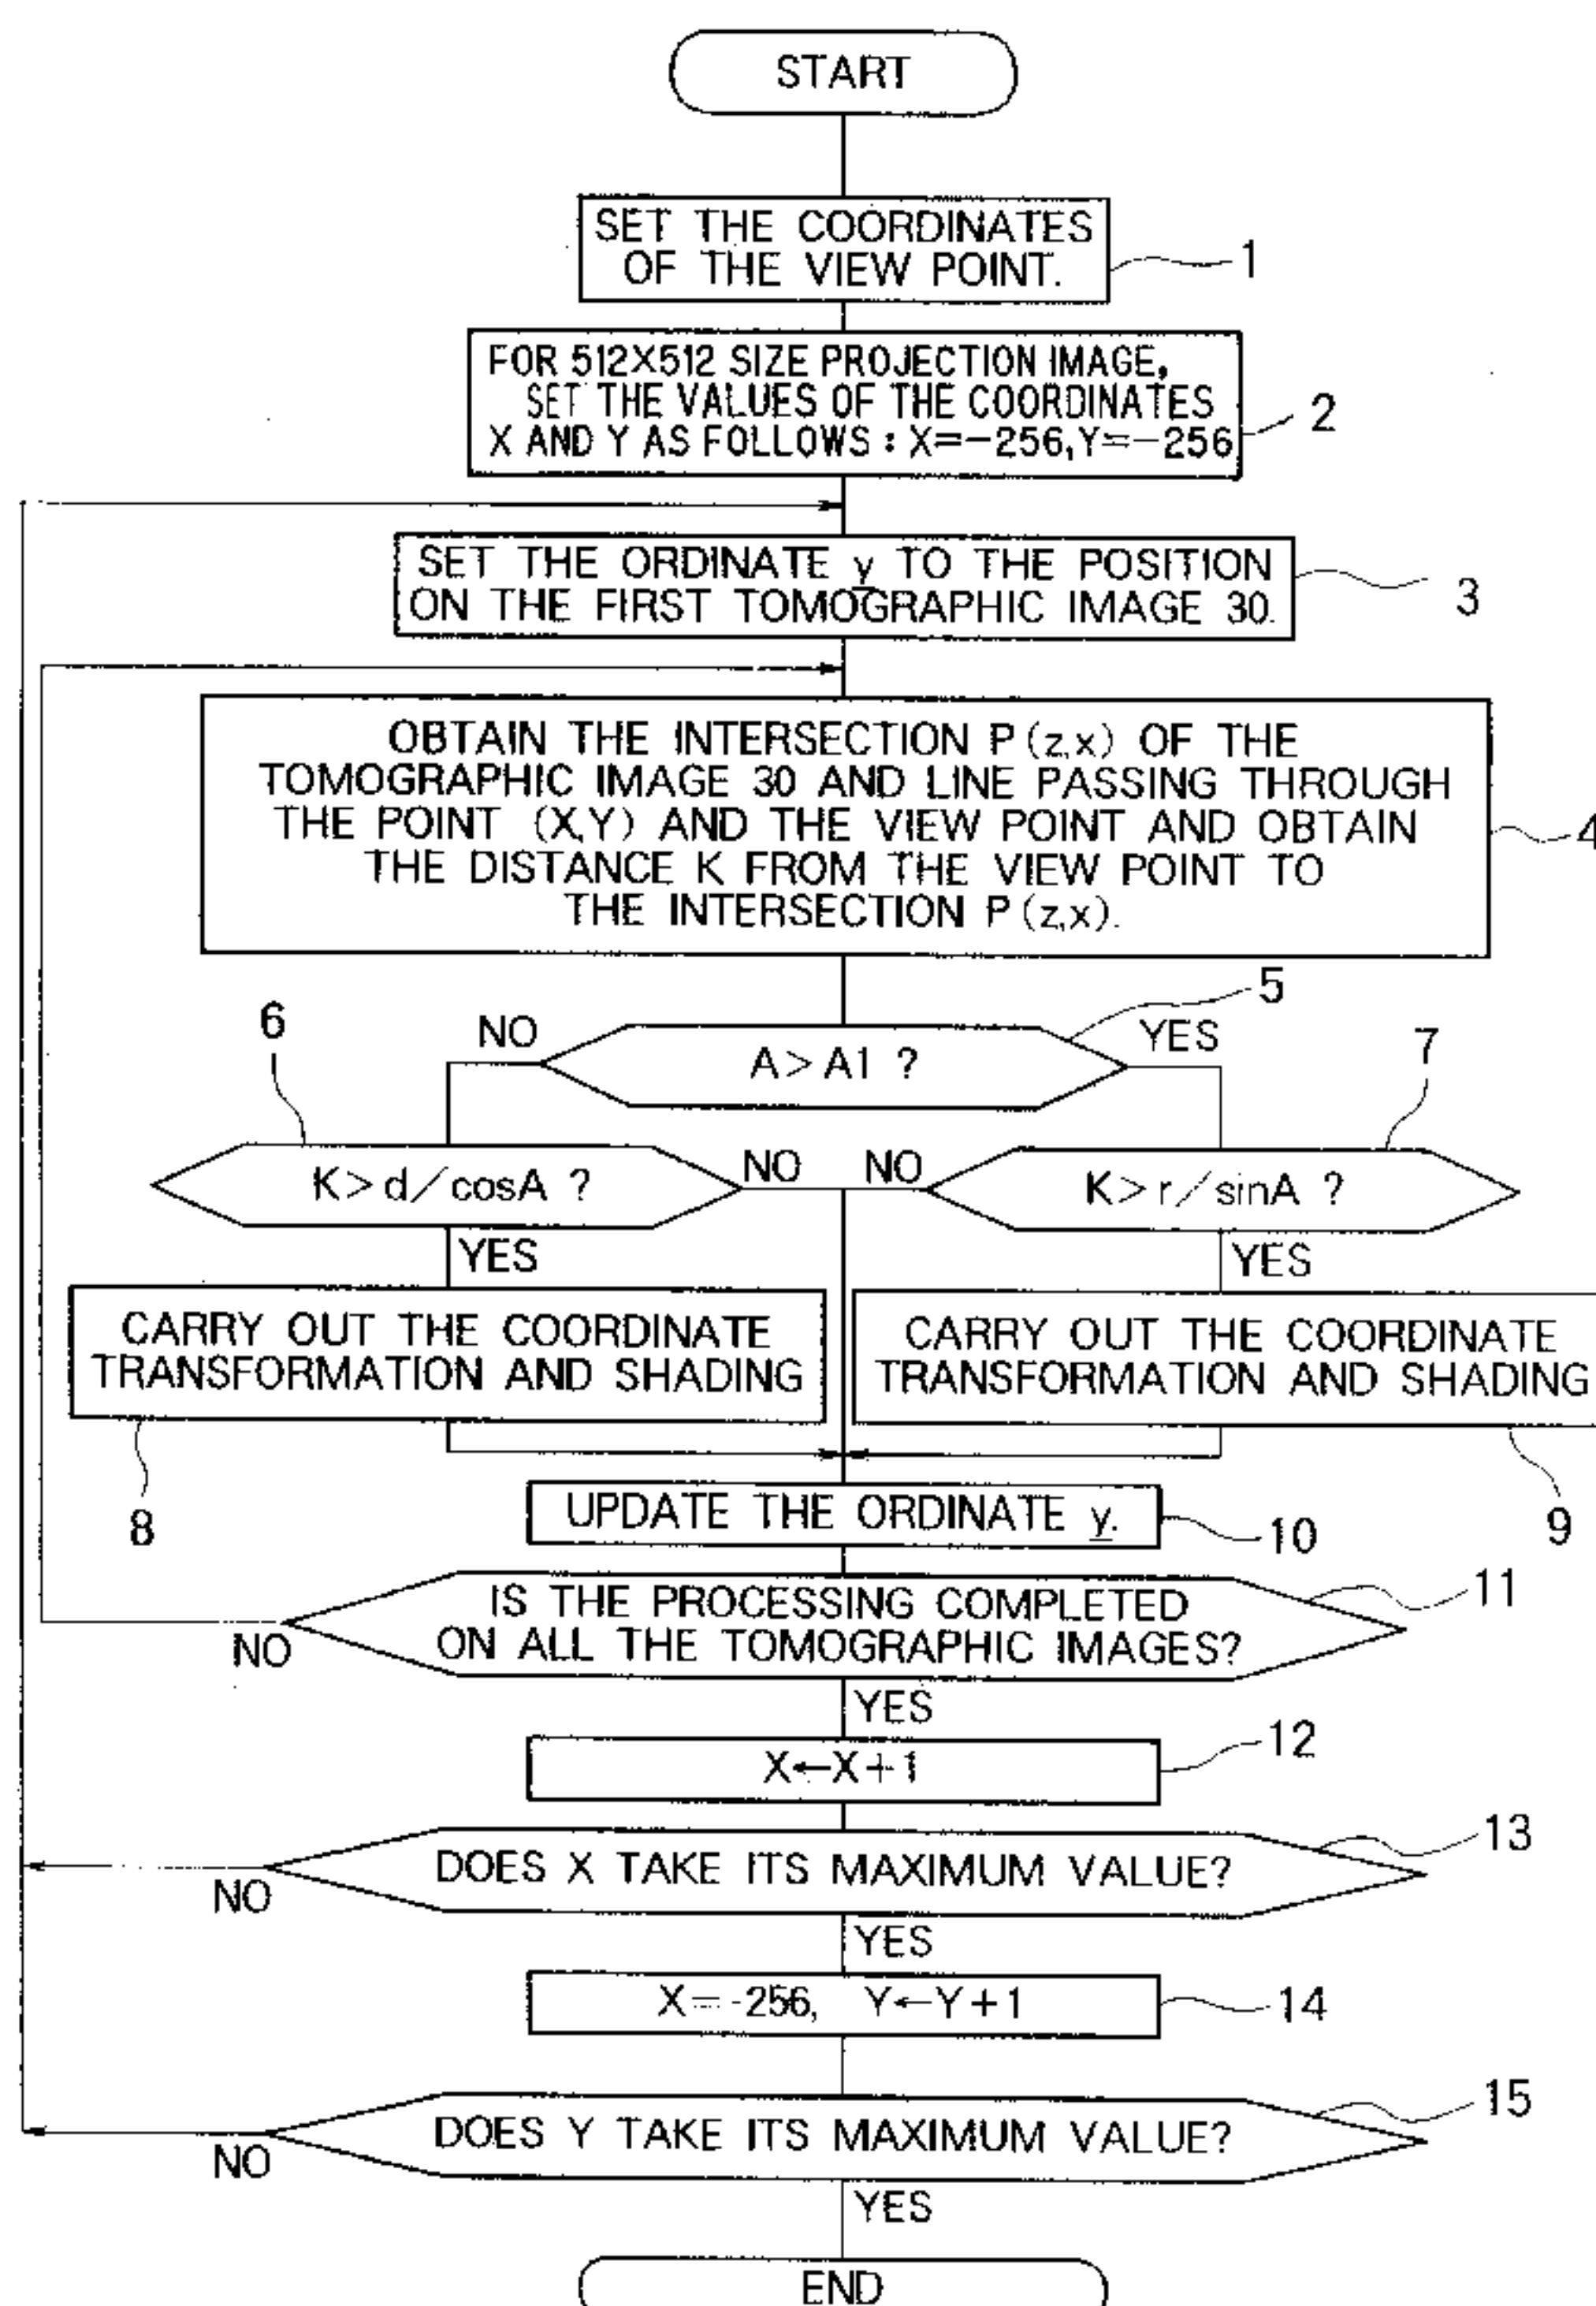 START
SET THE COORDINATES
OF THE VIEW POINT.
1
FOR 512X512 SIZE PROJECTION IMAGE,
SET THE VALUES OF THE COORDINATES
X AND Y AS FOLLOWS : X=-256,Y=-256
2
SET THE ORDINATE y TO THE POSITION
ON THE FIRST TOMOGRAPHIC IMAGE 30.
3
OBTAIN THE INTERSECTION P(z,x) OF THE
TOMOGRAPHIC IMAGE 30 AND LINE PASSING THROUGH
THE POINT (X,Y) AND THE VIEW POINT AND OBTAIN
THE DISTANCE K FROM THE VIEW POINT TO
THE INTERSECTION P(z,x).
4
5
NO
A>A1 ?
YES
6
7
K>d/cosA ?
NO
NO
K>r/sinA ?
YES
YES
CARRY OUT THE COORDINATE
TRANSFORMATION AND SHADING
CARRY OUT THE COORDINATE
TRANSFORMATION AND SHADING
8
9
UPDATE THE ORDINATE y.
10
IS THE PROCESSING COMPLETED
ON ALL THE TOMOGRAPHIC IMAGES?
11
NO
YES
X←X+1
12
DOES X TAKE ITS MAXIMUM VALUE?
13
NO
YES
X=-256, Y←Y+1
14
DOES Y TAKE ITS MAXIMUM VALUE?
15
NO
YES
END